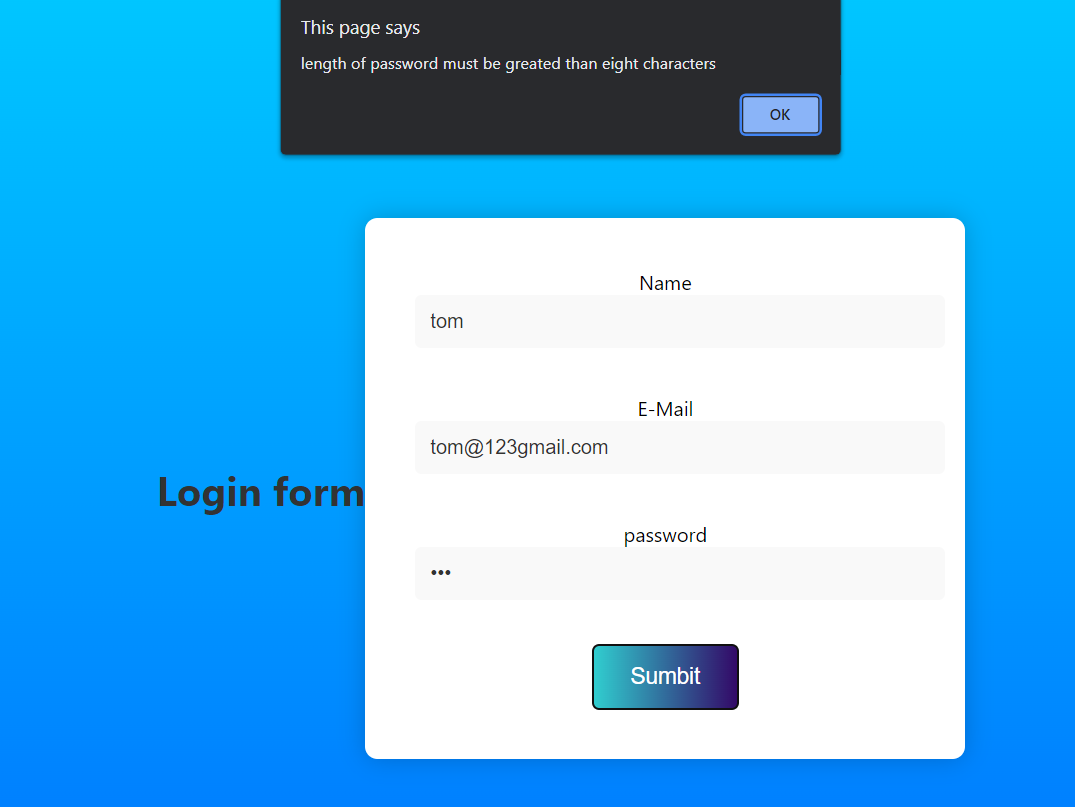 This page says
length of password must be greated than eight characters
OK
Name
tom
E-Mail
tom@123gmail.com
Login form
password
•••
Sumbit